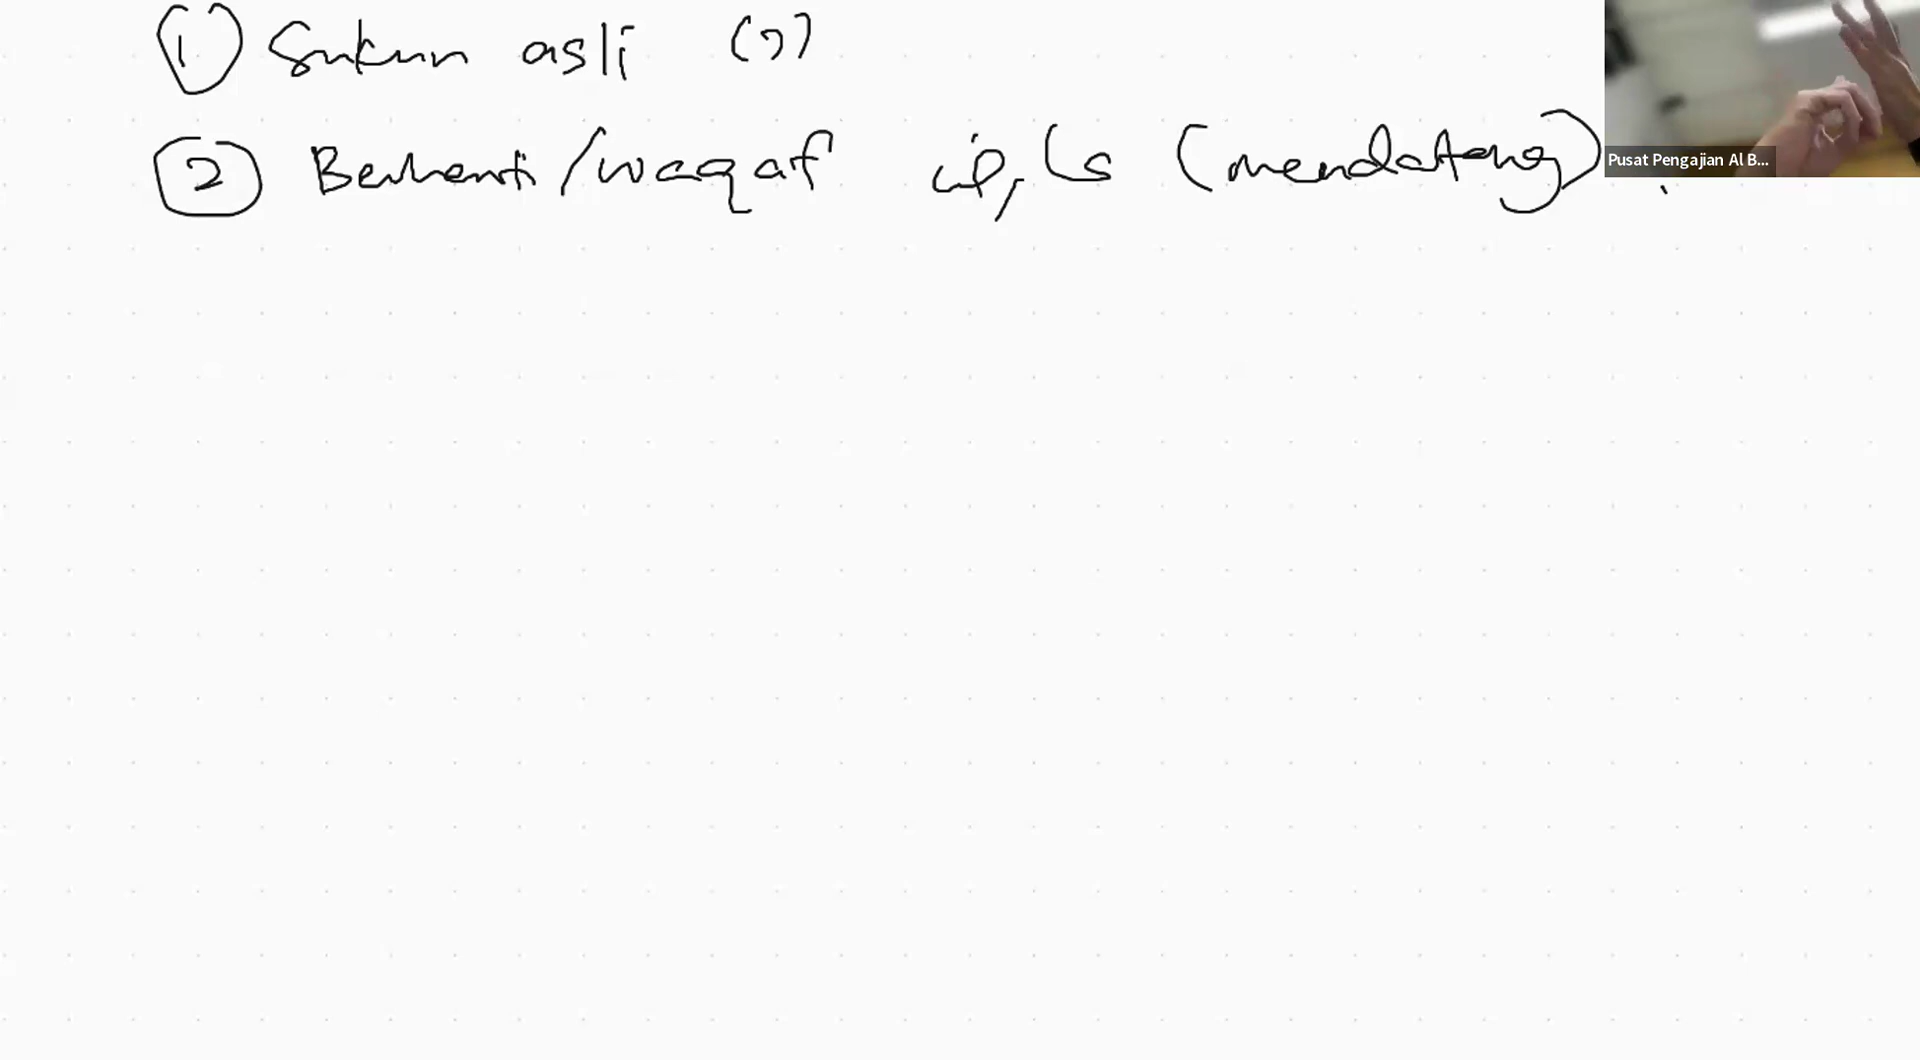 ① Sukun asli
② Berhenti/waqaf (mendatang)
Pusat Pengajian Al B...